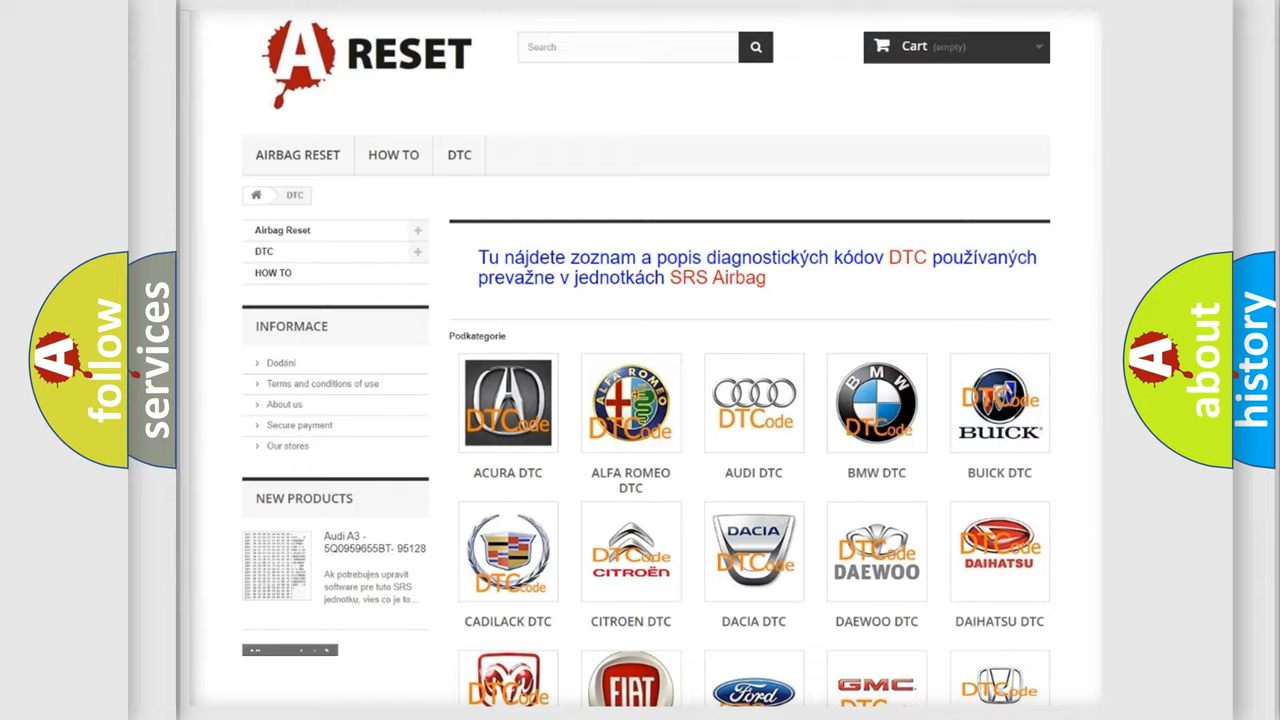 A RESET
Search
Cart (empty)
AIRBAG RESET
HOW TO
DTC
DTC
Airbag Reset
DTC
HOW TO
Tu nájdete zoznam a popis diagnostických kódov DTC používaných
prevažne v jednotkách SRS Airbag
INFORMACE
Dodání
Terms and conditions of use
About us
Secure payment
Our stores
Podkategorie
DTCode
ALFA ROMEO
DTCode
DTCode
BMW
DTCode
DTCode
BUICK
ACURA DTC
ALFA ROMEO
DTC
AUDI DTC
BMW DTC
BUICK DTC
NEW PRODUCTS
Audi A3 -
5Q0959655BT- 95128
Ak potrebujes upravit
software pre tuto SRS
jednotku, vies co je to...
DTCode
DTCode
CITROËN
DACIA
DTCode
DTCode
DAEWOO
DTCode
DAIHATSU
CADILACK DTC
CITROEN DTC
DACIA DTC
DAEWOO DTC
DAIHATSU DTC
DTCode
FIAT
Ford
GMC
DTCode
A follow
services
A about
history